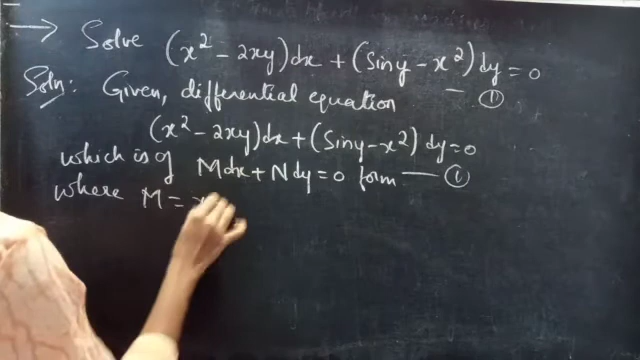 → Solve (x² - 2xy)dx + (Siny - x²)dy = 0
Soln: Given, differential equation — ①
(x² - 2xy)dx + (Siny - x²)dy = 0
which is of Mdx + Ndy = 0 form — ①
where M = x